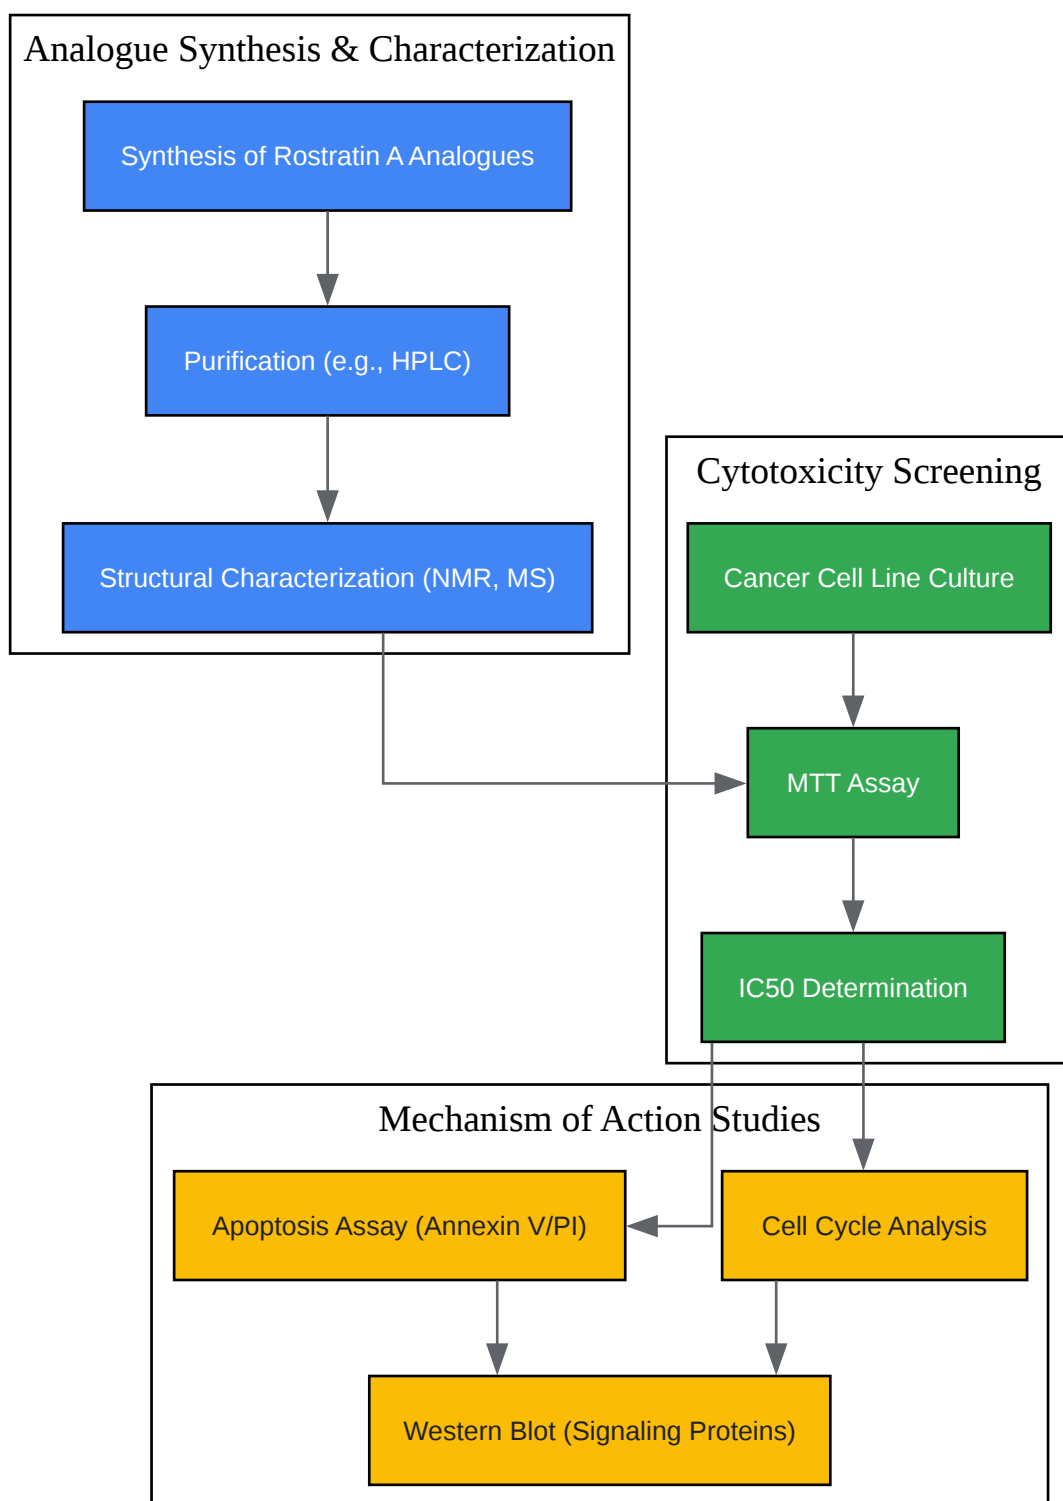 Analogue Synthesis & Characterization
Synthesis of Rostratin A Analogues
Purification (e.g., HPLC)
Structural Characterization (NMR, MS)
Cytotoxicity Screening
Cancer Cell Line Culture
MTT Assay
IC50 Determination
Mechanism of Action Studies
Apoptosis Assay (Annexin V/PI)
Cell Cycle Analysis
Western Blot (Signaling Proteins)